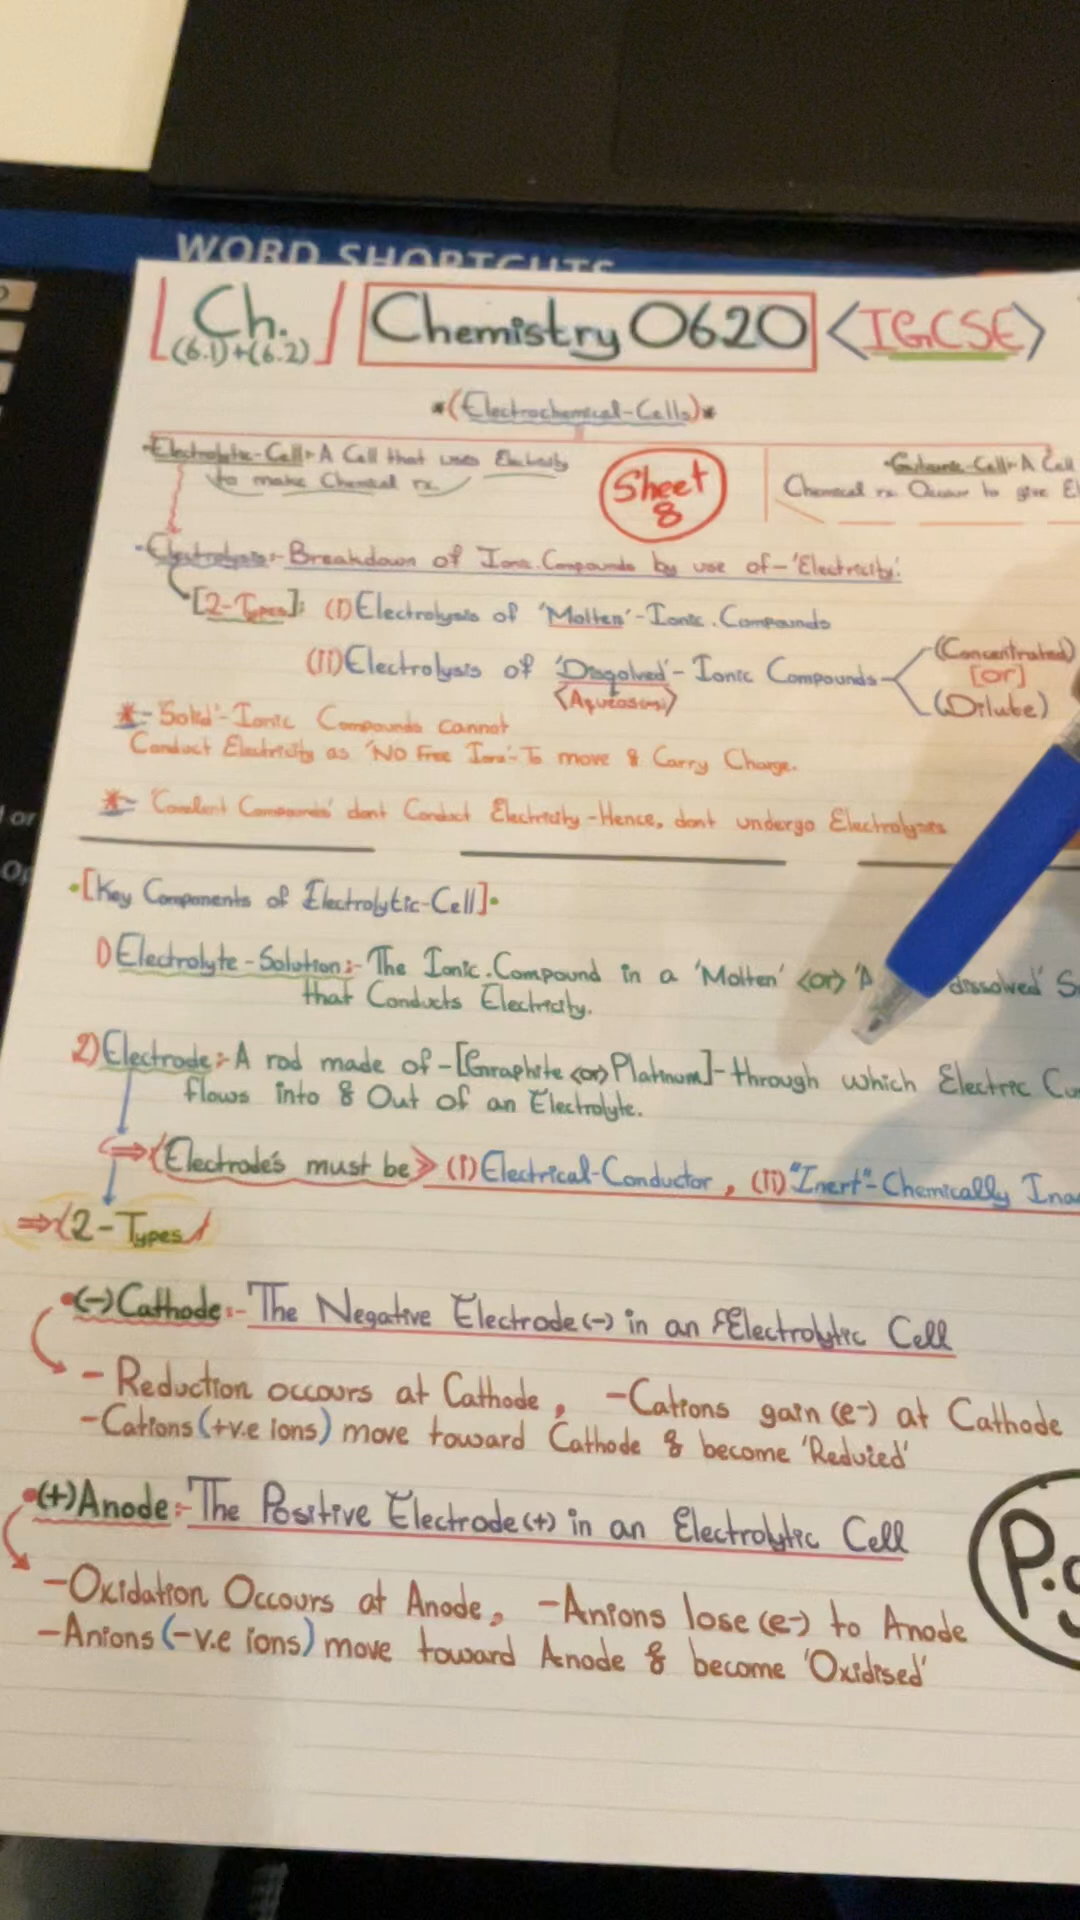 WORD SHORTCUTS
Ch.
(6.1)+(6.2)
Chemistry 0620
<IGCSE>
*(Electrochemical-Cells)*
Electrolytic-Cell:- A Cell that uses Electricity
to make Chemical rx.
Sheet
8
Cell:- A Cell
Chemical rx Occur to give
Electrolysis:- Breakdown of Ionic.Compounds by use of-'Electricity'.
[2-Types]: (I) Electrolysis of 'Molten'-Ionic.Compounds
(II) Electrolysis of 'Dissolved'-Ionic Compounds
<Aqueous>
(Concentrated)
[or]
(Dilute)
*- 'Solid'-Ionic Compounds cannot
Conduct Electricity as 'NO Free Ions'-To move & Carry Charge.
*- 'Covalent Compounds' dont Conduct Electricity-Hence, dont undergo Electrolysis
•[Key Components of Electrolytic-Cell]•
1) Electrolyte-Solution:- The Ionic.Compound in a 'Molten' <or> 'A dissolved' S
that Conducts Electricity.
2) Electrode:- A rod made of-[Graphite <or> Platinum]-through which Electric Cu
flows into & Out of an Electrolyte.
⇒(Electrode's must be≫ (I) Electrical-Conductor, (II) "Inert"-Chemically Ina
⇒(2-Types)
•(-)Cathode:- The Negative Electrode(-) in an Electrolytic Cell
- Reduction occours at Cathode, -Cations gain (e-) at Cathode
-Cations (+v.e ions) move toward Cathode & become 'Reduced'
•(+)Anode:- The Positive Electrode(+) in an Electrolytic Cell
-Oxidation Occours at Anode, -Anions lose (e-) to Anode
-Anions (-v.e ions) move toward Anode & become 'Oxidised'
P.g